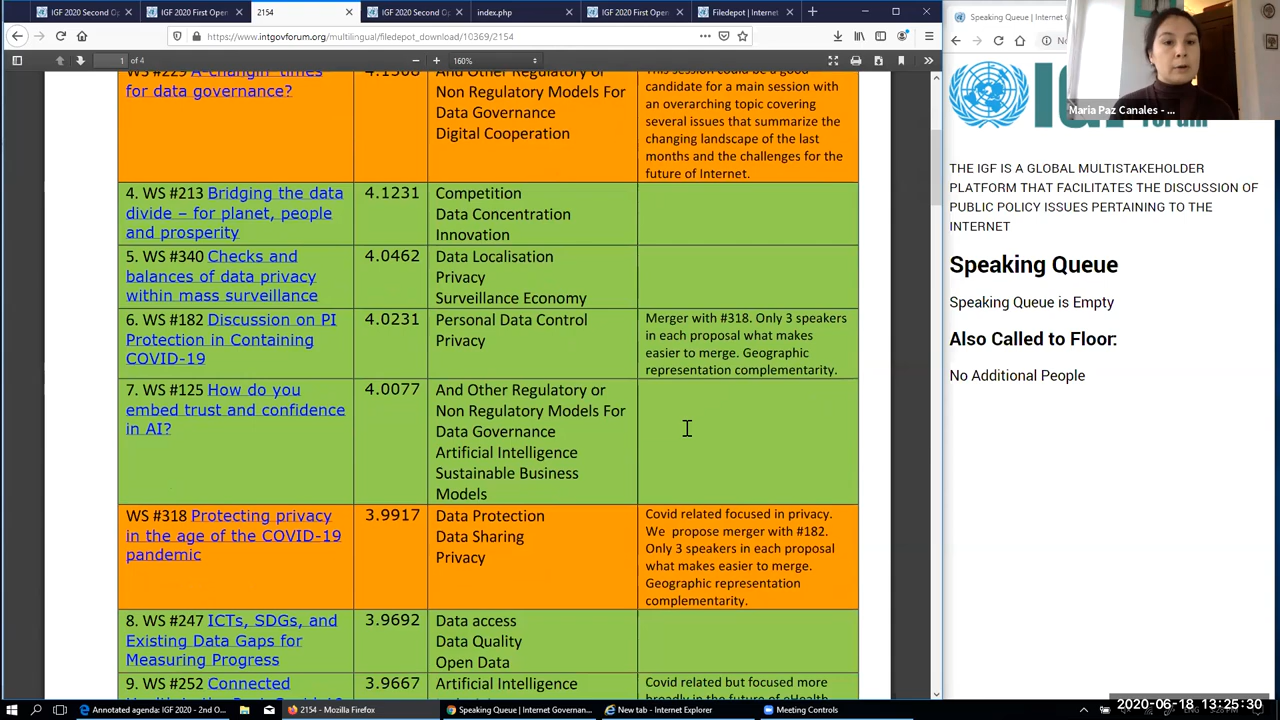 IGF 2020 Second Op
IGF 2020 First Open
2154
IGF 2020 Second Op
index.php
IGF 2020 First Open
Filedepot | Internet
https://www.intgovforum.org/multilingual/filedepot_download/10369/2154
1 of 4
160%
WS #229 A-changin' times
for data governance?
And Other Regulatory or
Non Regulatory Models For
Data Governance
Digital Cooperation
This session could be a good
candidate for a main session with
an overarching topic covering
several issues that summarize the
changing landscape of the last
months and the challenges for the
future of Internet.
4. WS #213 Bridging the data
divide – for planet, people
and prosperity
4.1231
Competition
Data Concentration
Innovation
5. WS #340 Checks and
balances of data privacy
within mass surveillance
4.0462
Data Localisation
Privacy
Surveillance Economy
6. WS #182 Discussion on PI
Protection in Containing
COVID-19
4.0231
Personal Data Control
Privacy
Merger with #318. Only 3 speakers
in each proposal what makes
easier to merge. Geographic
representation complementarity.
7. WS #125 How do you
embed trust and confidence
in AI?
4.0077
And Other Regulatory or
Non Regulatory Models For
Data Governance
Artificial Intelligence
Sustainable Business
Models
WS #318 Protecting privacy
in the age of the COVID-19
pandemic
3.9917
Data Protection
Data Sharing
Privacy
Covid related focused in privacy.
We propose merger with #182.
Only 3 speakers in each proposal
what makes easier to merge.
Geographic representation
complementarity.
8. WS #247 ICTs, SDGs, and
Existing Data Gaps for
Measuring Progress
3.9692
Data access
Data Quality
Open Data
9. WS #252 Connected
3.9667
Artificial Intelligence
Covid related but focused more
broadly in the future of eHealth
Speaking Queue | Internet G
Maria Paz Canales - ...
THE IGF IS A GLOBAL MULTISTAKEHOLDER
PLATFORM THAT FACILITATES THE DISCUSSION OF
PUBLIC POLICY ISSUES PERTAINING TO THE
INTERNET
Speaking Queue
Speaking Queue is Empty
Also Called to Floor:
No Additional People
Annotated agenda: IGF 2020 - 2nd O...
2154 - Mozilla Firefox
Speaking Queue | Internet Governan...
New tab - Internet Explorer
Meeting Controls
2020-06-18 13:25:30